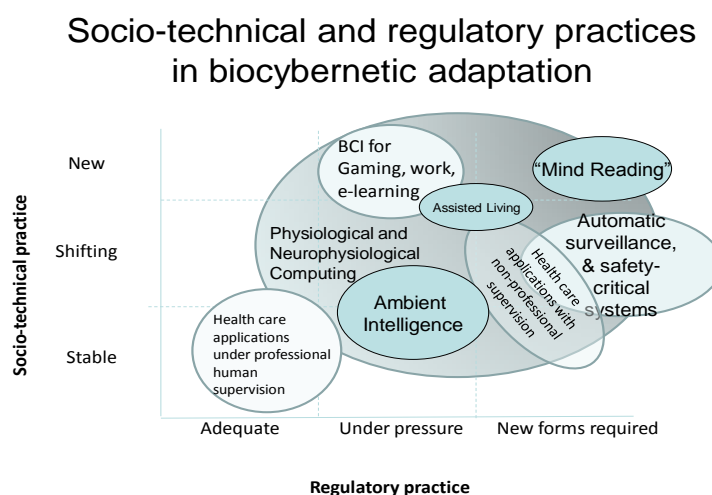 Socio-technical and regulatory practices
in biocybernetic adaptation
Socio-technical practice
New
Shifting
Stable
BCI for
Gaming, work,
e-learning
“Mind Reading”
Assisted Living
Physiological and
Neurophysiological
Computing
Automatic
surveillance,
& safety-
critical
systems
Health care
applications with
non-professional
supervision
Ambient
Intelligence
Health care
applications
under professional
human
supervision
Adequate
Under pressure
New forms required
Regulatory practice